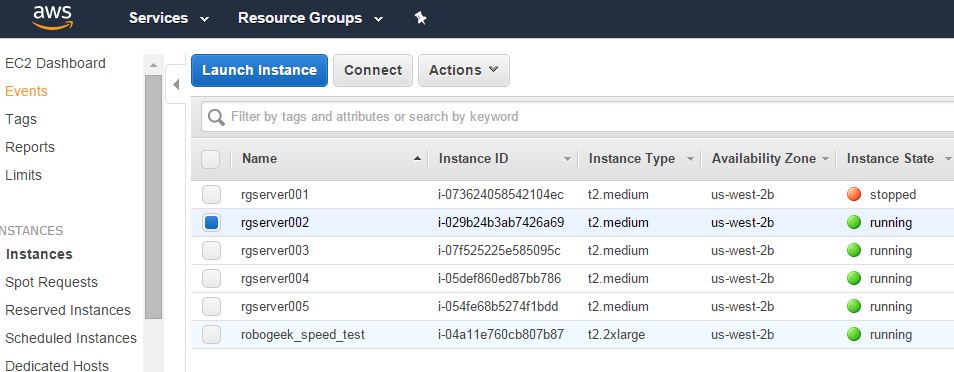 aws Services Resource Groups
EC2 Dashboard
Events
Tags
Reports
Limits
INSTANCES
Instances
Spot Requests
Reserved Instances
Scheduled Instances
Dedicated Hosts
Launch Instance Connect Actions
Filter by tags and attributes or search by keyword
Name Instance ID Instance Type Availability Zone Instance State
rgserver001 i-073624058542104ec t2.medium us-west-2b stopped
rgserver002 i-029b24b3ab7426a69 t2.medium us-west-2b running
rgserver003 i-07f525225e585095c t2.medium us-west-2b running
rgserver004 i-05def860ed87bb786 t2.medium us-west-2b running
rgserver005 i-054fe68b5274f1bdd t2.medium us-west-2b running
robogeek_speed_test i-04a11e760cb807b87 t2.2xlarge us-west-2b running